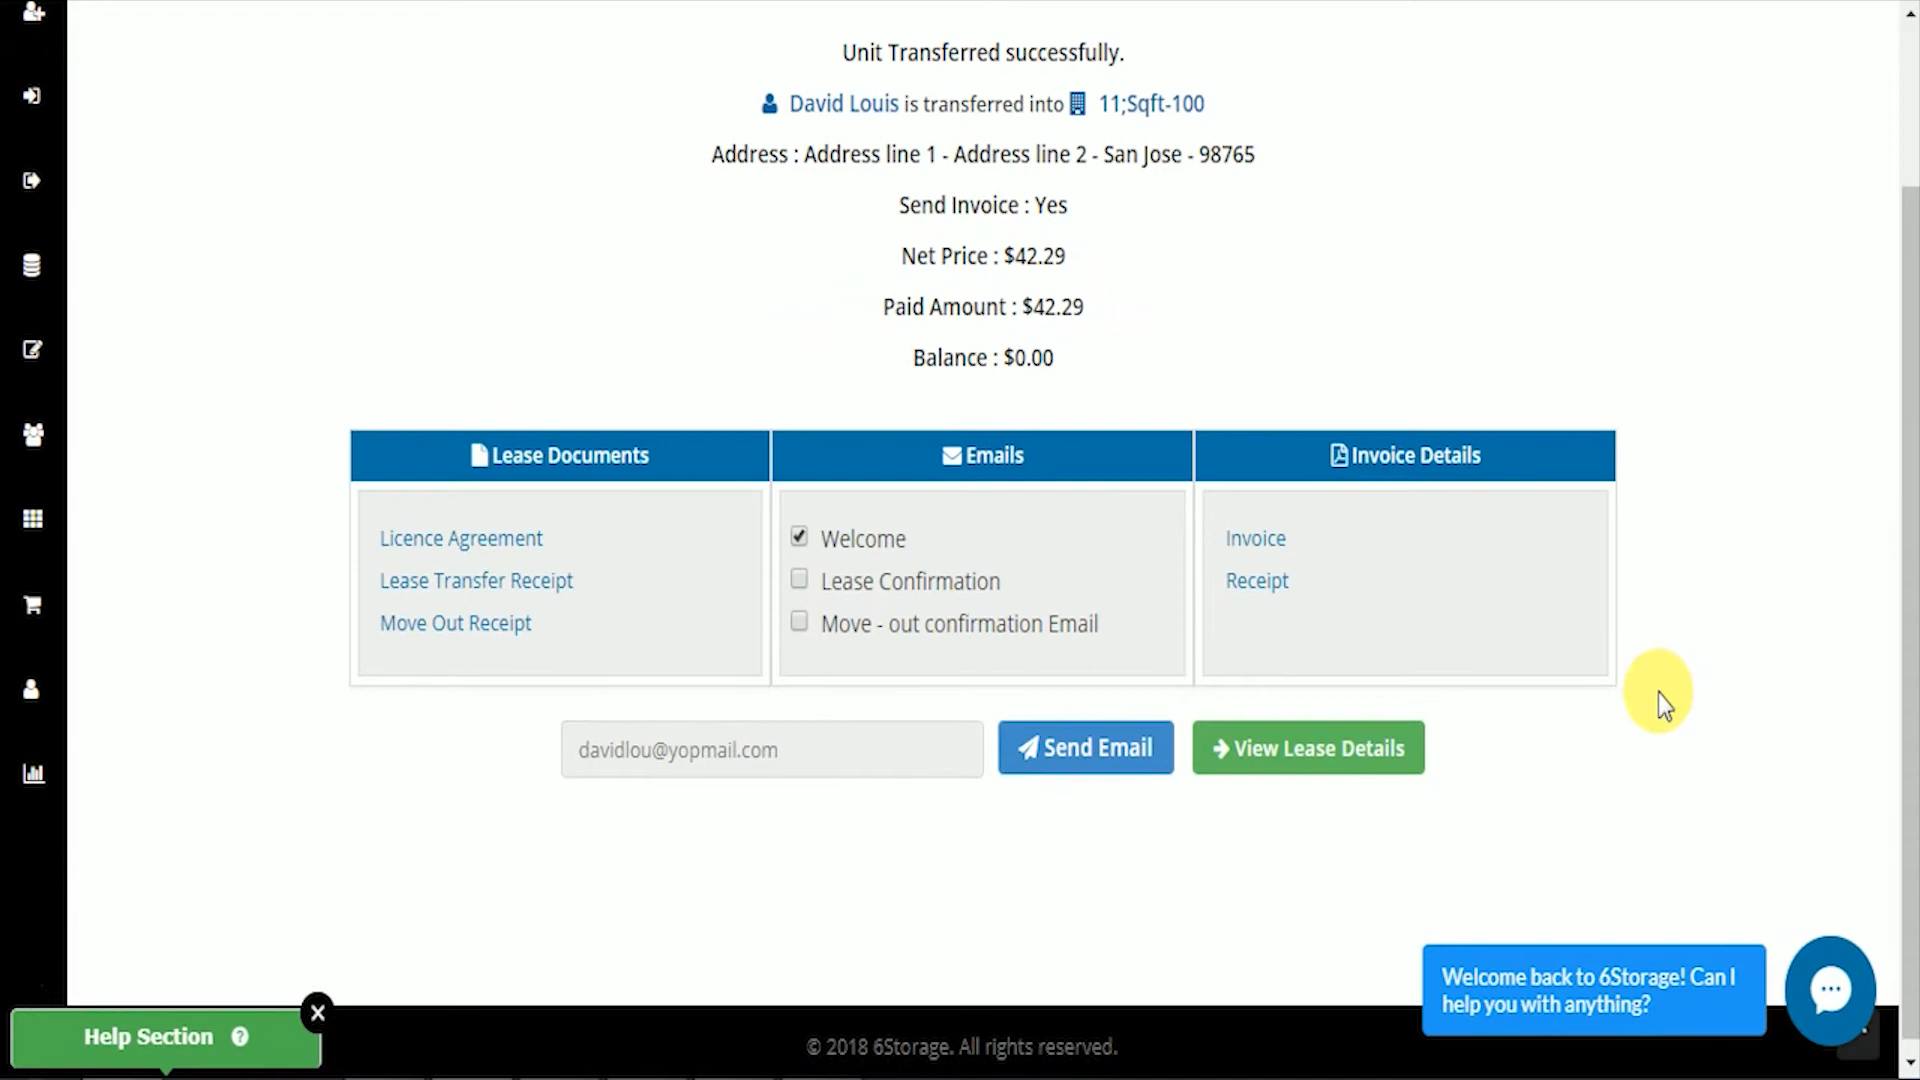 Unit Transferred successfully.
David Louis is transferred into 11;Sqft-100
Address : Address line 1 - Address line 2 - San Jose - 98765
Send Invoice : Yes
Net Price : $42.29
Paid Amount : $42.29
Balance : $0.00
Lease Documents
Licence Agreement
Lease Transfer Receipt
Move Out Receipt
Emails
Welcome
Lease Confirmation
Move - out confirmation Email
Invoice Details
Invoice
Receipt
davidlou@yopmail.com
Send Email
View Lease Details
Welcome back to 6Storage! Can I
help you with anything?
Help Section
© 2018 6Storage. All rights reserved.